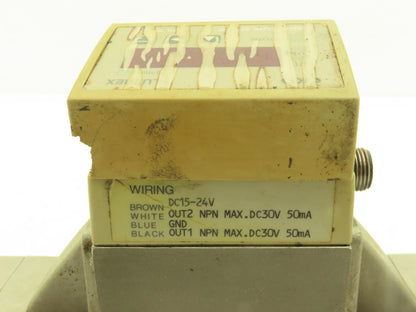 WIRING
BROWN DC15-24V
WHITE OUT2 NPN MAX.DC30V 50mA
BLUE GND
BLACK OUT1 NPN MAX.DC30V 50mA